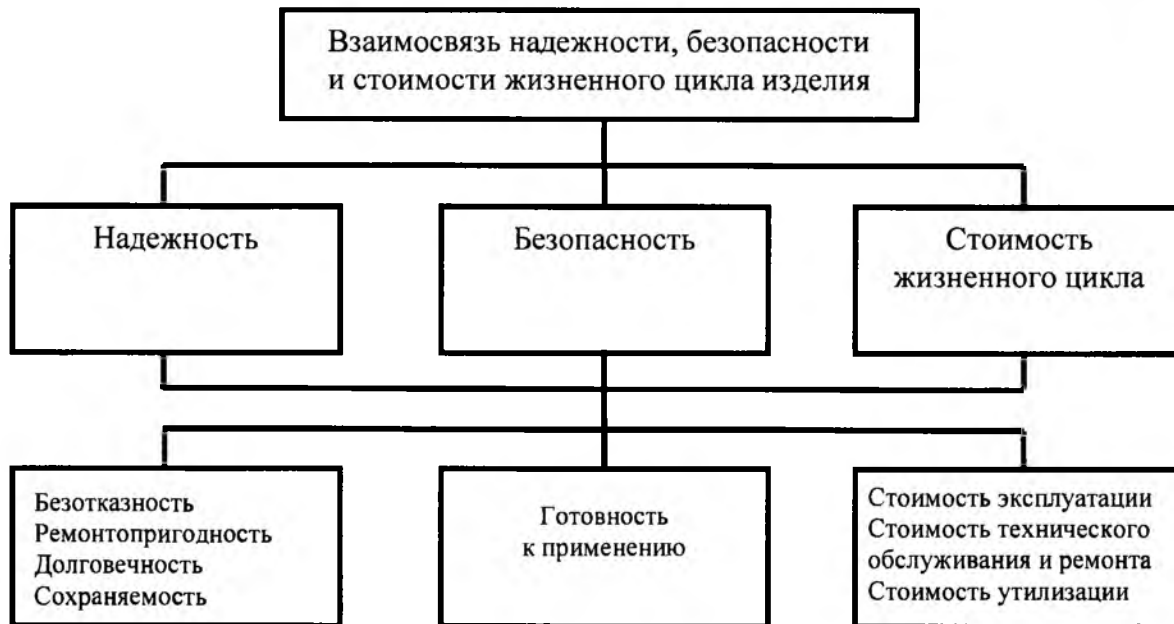 Взаимосвязь надежности, безопасности
и стоимости жизненного цикла изделия
Надежность
Безопасность
Стоимость
жизненного цикла
Безотказность
Ремонтопригодность
Долговечность
Сохраняемость
Готовность
к применению
Стоимость эксплуатации
Стоимость технического
обслуживания и ремонта
Стоимость утилизации